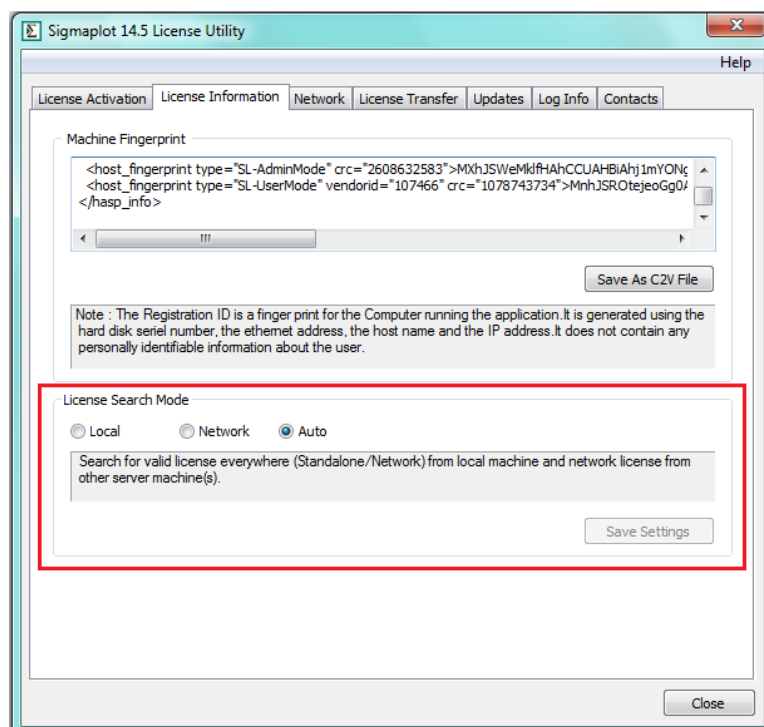 Sigmaplot 14.5 License Utility
Help
License Activation License Information Network License Transfer Updates Log Info Contacts
Machine Fingerprint
<host_fingerprint type="SL-AdminMode" crc="2608632583">MXhJSWeMklfHAhCCUAHBiAhj1mYONg
<host_fingerprint type="SL-UserMode" vendorid="107466" crc="1078743734">MnhJSROtejeoGg0A
</hasp_info>
Save As C2V File
Note : The Registration ID is a finger print for the Computer running the application.It is generated using the
hard disk seriel number, the ethernet address, the host name and the IP address.It does not contain any
personally identifiable information about the user.
License Search Mode
Local Network Auto
Search for valid license everywhere (Standalone/Network) from local machine and network license from
other server machine(s).
Save Settings
Close